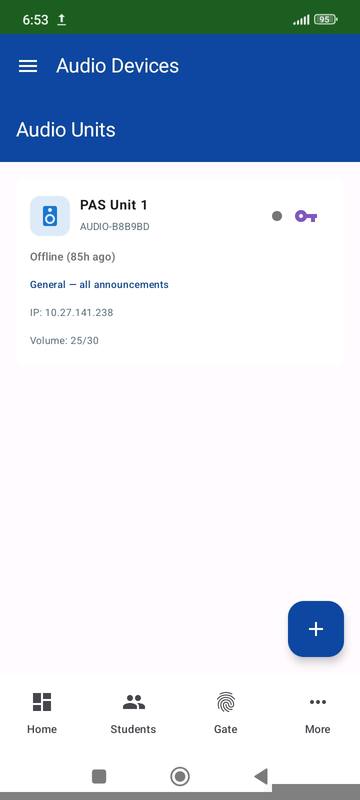 6:53
95
Audio Devices
Audio Units
PAS Unit 1
AUDIO-B8B9BD
Offline (85h ago)
General — all announcements
IP: 10.27.141.238
Volume: 25/30
Home
Students
Gate
More